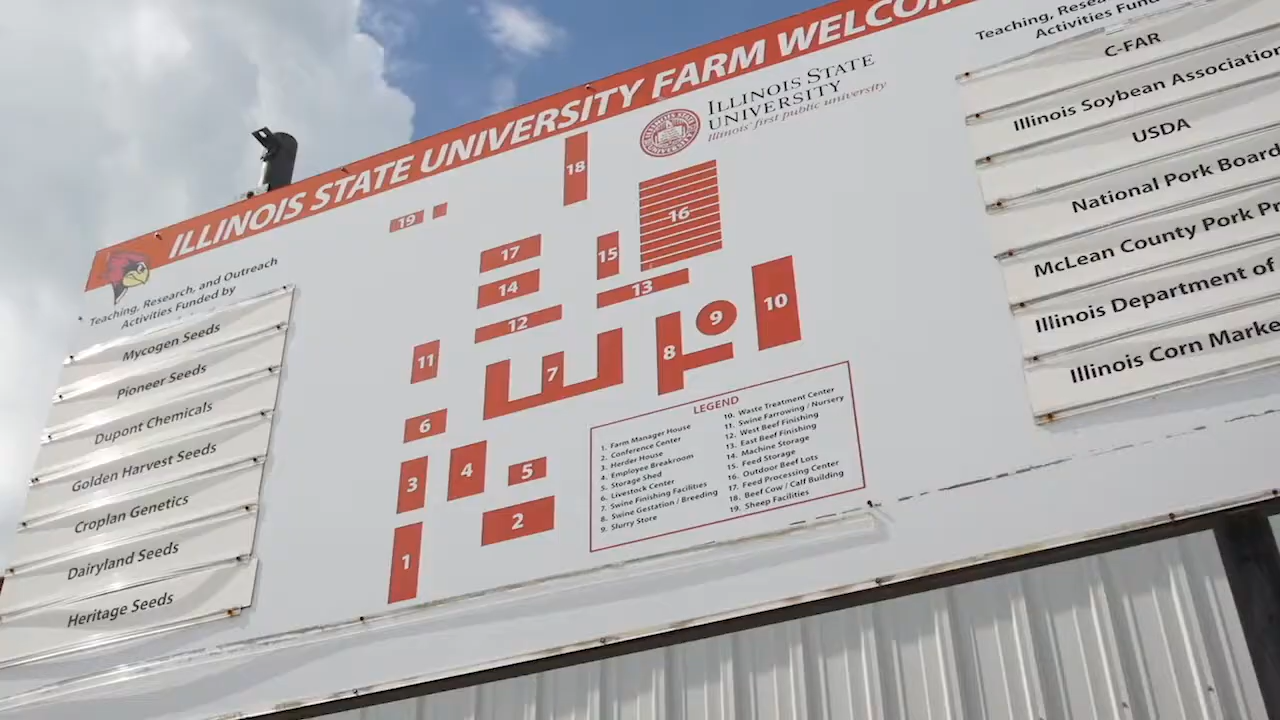 ILLINOIS STATE UNIVERSITY FARM WELCOM
ILLINOIS STATE
UNIVERSITY
Illinois' first public university
Teaching, Research, and Outreach
Activities Funded by
Mycogen Seeds
Pioneer Seeds
Dupont Chemicals
Golden Harvest Seeds
Croplan Genetics
Dairyland Seeds
Heritage Seeds
18
19
16
17
15
14
13
12
10
9
8
11
7
6
4
5
3
2
1
LEGEND
1. Farm Manager House
2. Conference Center
3. Herder House
4. Employee Breakroom
5. Storage Shed
6. Livestock Center
7. Swine Finishing Facilities
8. Swine Gestation / Breeding
9. Slurry Store
10. Waste Treatment Center
11. Swine Farrowing / Nursery
12. West Beef Finishing
13. East Beef Finishing
14. Machine Storage
15. Feed Storage
16. Outdoor Beef Lots
17. Feed Processing Center
18. Beef Cow / Calf Building
19. Sheep Facilities
Teaching, Resea
Activities Fund
C-FAR
Illinois Soybean Association
USDA
National Pork Board
McLean County Pork Pr
Illinois Department of
Illinois Corn Marke